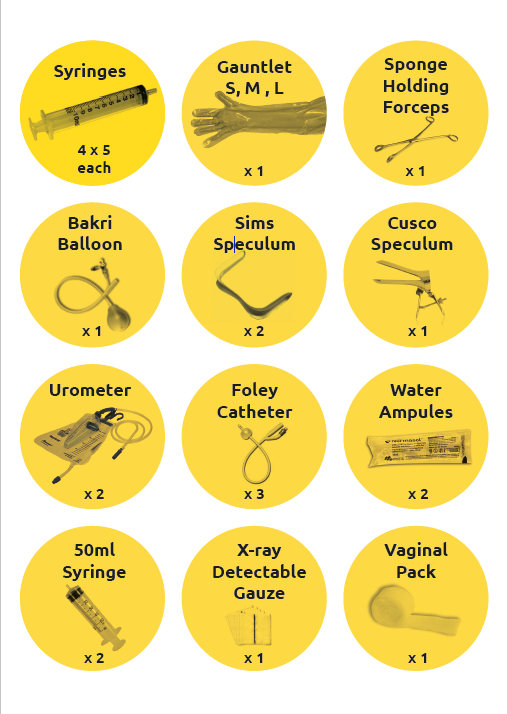 Syringes
4 x 5
each
Gauntlet
S, M , L
x 1
Sponge
Holding
Forceps
x 1
Bakri
Balloon
x 1
Sims
Speculum
x 2
Cusco
Speculum
x 1
Urometer
x 2
Foley
Catheter
x 3
Water
Ampules
normasol
x 2
50ml
Syringe
x 2
X-ray
Detectable
Gauze
x 1
Vaginal
Pack
x 1